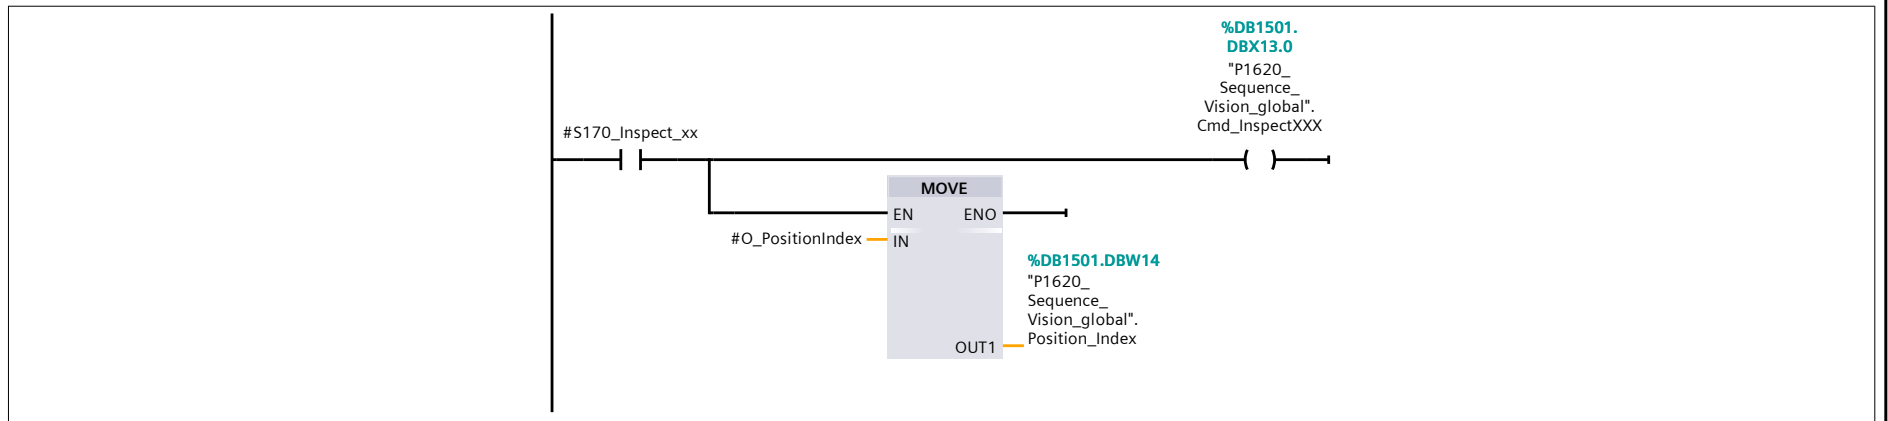 %DB1501.
DBX13.0
"P1620_
Sequence_
Vision_global".
Cmd_InspectXXX
#S170_Inspect_xx
MOVE
EN ENO
#O_PositionIndex IN
%DB1501.DBW14
"P1620_
Sequence_
Vision_global".
Position_Index
OUT1